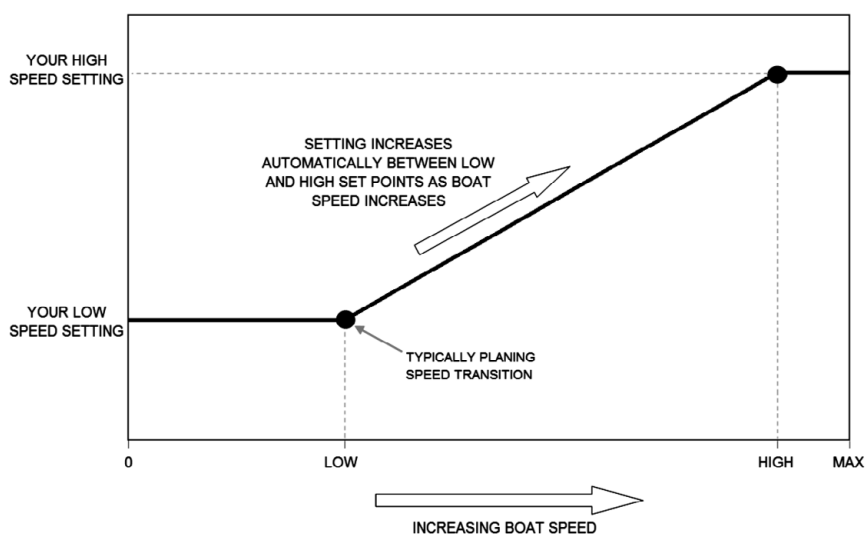 YOUR HIGH
SPEED SETTING
SETTING INCREASES
AUTOMATICALLY BETWEEN LOW
AND HIGH SET POINTS AS BOAT
SPEED INCREASES
YOUR LOW
SPEED SETTING
TYPICALLY PLANING
SPEED TRANSITION
0
LOW
HIGH
MAX
INCREASING BOAT SPEED